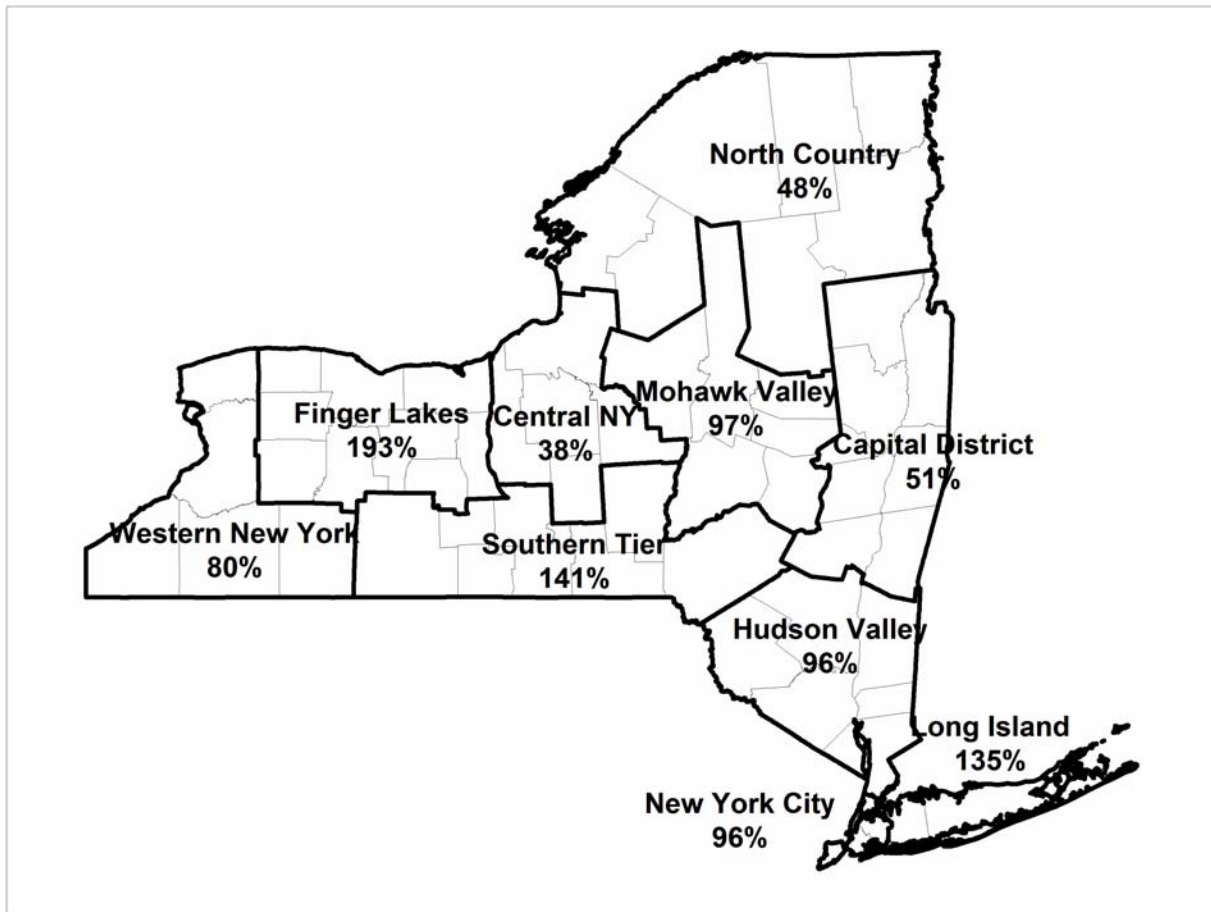 North Country
48%
Mohawk Valley
97%
Finger Lakes
193%
Central NY
38%
Capital District
51%
Western New York
80%
Southern Tier
141%
Hudson Valley
96%
Long Island
135%
New York City
96%